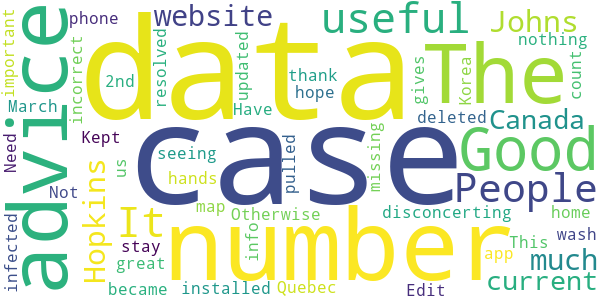 important
phone
website
useful
Johns
nothing
data
The
advice
incorrect
2nd
resolved
updated
thank
hope
gives
Korea
count
March
Have
deleted
Canada
case
Good
Need
Kept
us
seeing
pulled
missing
People
Not
Hopkins
hands
map
Otherwise
disconcerting
home
It
number
This
wash
infected
stay
info
much
great
app
current
became
installed
Quebec
Edit